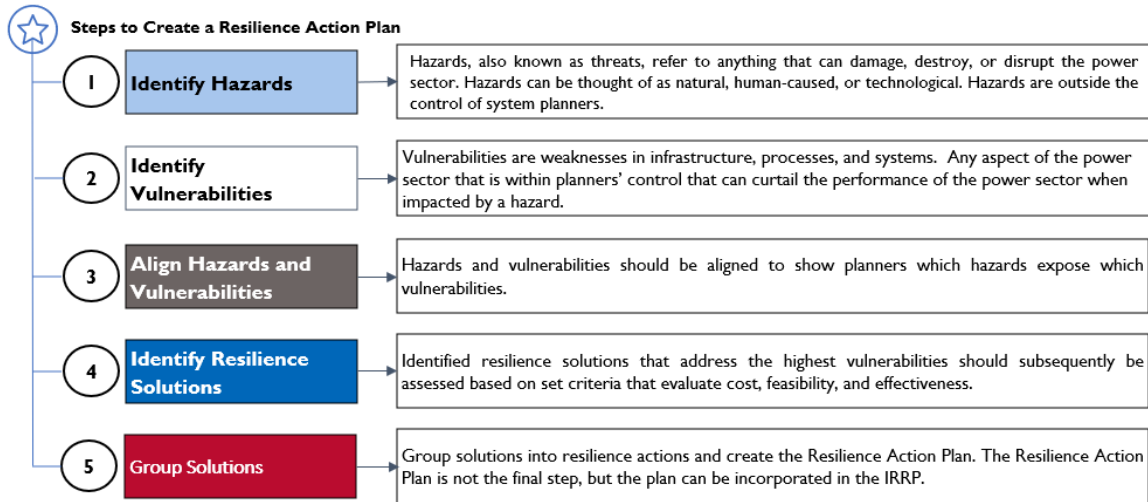 Steps to Create a Resilience Action Plan
1
Identify Hazards
Hazards, also known as threats, refer to anything that can damage, destroy, or disrupt the power
sector. Hazards can be thought of as natural, human-caused, or technological. Hazards are outside the
control of system planners.
2
Identify
Vulnerabilities
Vulnerabilities are weaknesses in infrastructure, processes, and systems. Any aspect of the power
sector that is within planners' control that can curtail the performance of the power sector when
impacted by a hazard.
3
Align Hazards and
Vulnerabilities
Hazards and vulnerabilities should be aligned to show planners which hazards expose which
vulnerabilities.
4
Identify Resilience
Solutions
Identified resilience solutions that address the highest vulnerabilities should subsequently be
assessed based on set criteria that evaluate cost, feasibility, and effectiveness.
5
Group Solutions
Group solutions into resilience actions and create the Resilience Action Plan. The Resilience Action
Plan is not the final step, but the plan can be incorporated in the IRRP.